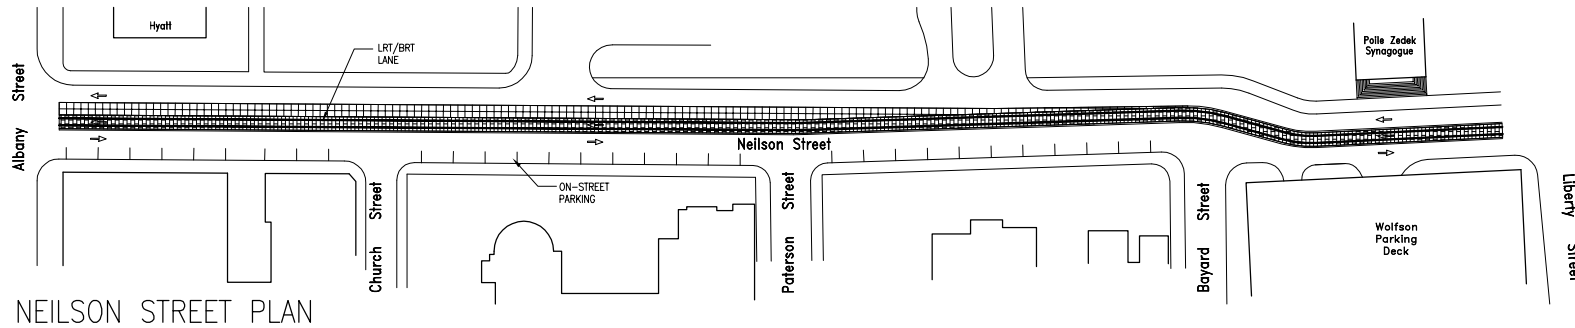 Hyatt
LRT/BRT
LANE
Poile Zedek
Synagogue
Albany Street
Neilson Street
ON-STREET
PARKING
Church Street
Paterson Street
Bayard Street
Liberty Street
Wolfson
Parking
Deck
NEILSON STREET PLAN